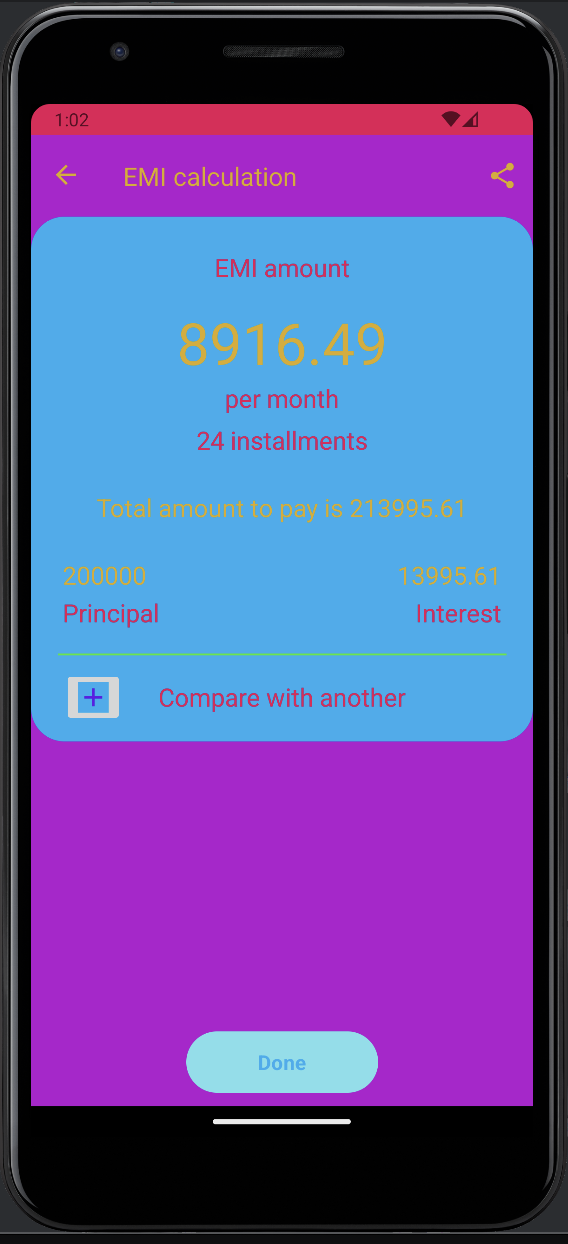 1:02
EMI calculation
EMI amount
8916.49
per month
24 installments
Total amount to pay is 213995.61
200000 13995.61
Principal Interest
Compare with another
Done